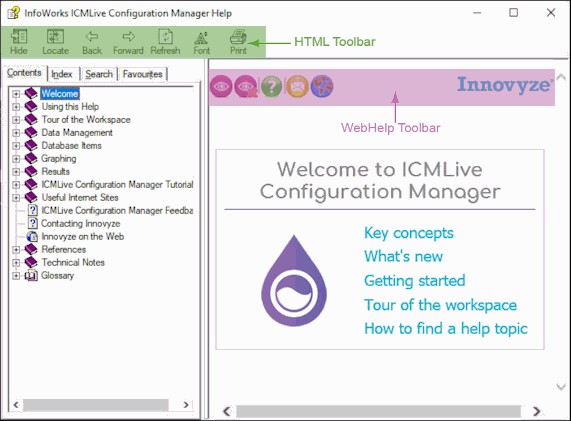 InfoWorks ICMLive Configuration Manager Help
Hide Locate Back Forward Refresh Font Print
HTML Toolbar
Contents Index Search Favourites
Welcome
Using this Help
Tour of the Workspace
Data Management
Database Items
Graphing
Results
ICMLive Configuration Manager Tutorial
Useful Internet Sites
ICMLive Configuration Manager Feedba
Contacting Innovyze
Innovyze on the Web
References
Technical Notes
Glossary
Innovyze®
WebHelp Toolbar
Welcome to ICMLive
Configuration Manager
Key concepts
What's new
Getting started
Tour of the workspace
How to find a help topic